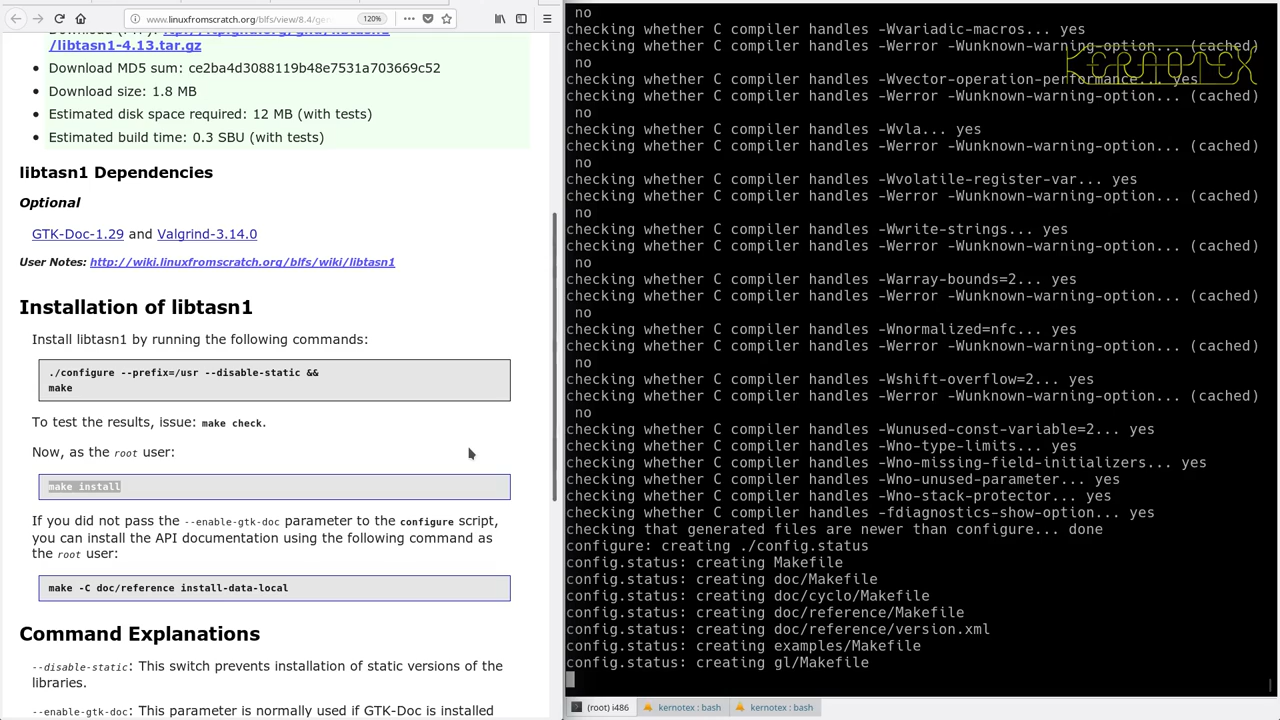 www.linuxfromscratch.org/blfs/view/8.4/gen
120%
/libtasn1-4.13.tar.gz
Download MD5 sum: ce2ba4d3088119b48e7531a703669c52
Download size: 1.8 MB
Estimated disk space required: 12 MB (with tests)
Estimated build time: 0.3 SBU (with tests)
libtasn1 Dependencies
Optional
GTK-Doc-1.29 and Valgrind-3.14.0
User Notes: http://wiki.linuxfromscratch.org/blfs/wiki/libtasn1
Installation of libtasn1
Install libtasn1 by running the following commands:
./configure --prefix=/usr --disable-static &&
make
To test the results, issue: make check.
Now, as the root user:
make install
If you did not pass the --enable-gtk-doc parameter to the configure script,
you can install the API documentation using the following command as
the root user:
make -C doc/reference install-data-local
Command Explanations
--disable-static: This switch prevents installation of static versions of the
libraries.
--enable-gtk-doc: This parameter is normally used if GTK-Doc is installed
no
checking whether C compiler handles -Wvariadic-macros... yes
checking whether C compiler handles -Werror -Wunknown-warning-option... (cached)
no
checking whether C compiler handles -Wvector-operation-performance... yes
checking whether C compiler handles -Werror -Wunknown-warning-option... (cached)
no
checking whether C compiler handles -Wvla... yes
checking whether C compiler handles -Werror -Wunknown-warning-option... (cached)
no
checking whether C compiler handles -Wvolatile-register-var... yes
checking whether C compiler handles -Werror -Wunknown-warning-option... (cached)
no
checking whether C compiler handles -Wwrite-strings... yes
checking whether C compiler handles -Werror -Wunknown-warning-option... (cached)
no
checking whether C compiler handles -Warray-bounds=2... yes
checking whether C compiler handles -Werror -Wunknown-warning-option... (cached)
no
checking whether C compiler handles -Wnormalized=nfc... yes
checking whether C compiler handles -Werror -Wunknown-warning-option... (cached)
no
checking whether C compiler handles -Wshift-overflow=2... yes
checking whether C compiler handles -Werror -Wunknown-warning-option... (cached)
no
checking whether C compiler handles -Wunused-const-variable=2... yes
checking whether C compiler handles -Wno-type-limits... yes
checking whether C compiler handles -Wno-missing-field-initializers... yes
checking whether C compiler handles -Wno-unused-parameter... yes
checking whether C compiler handles -Wno-stack-protector... yes
checking whether C compiler handles -fdiagnostics-show-option... yes
checking that generated files are newer than configure... done
configure: creating ./config.status
config.status: creating Makefile
config.status: creating doc/Makefile
config.status: creating doc/cyclo/Makefile
config.status: creating doc/reference/Makefile
config.status: creating doc/reference/version.xml
config.status: creating examples/Makefile
config.status: creating gl/Makefile
KERNOTEX
(root) i486
kernotex : bash
kernotex : bash